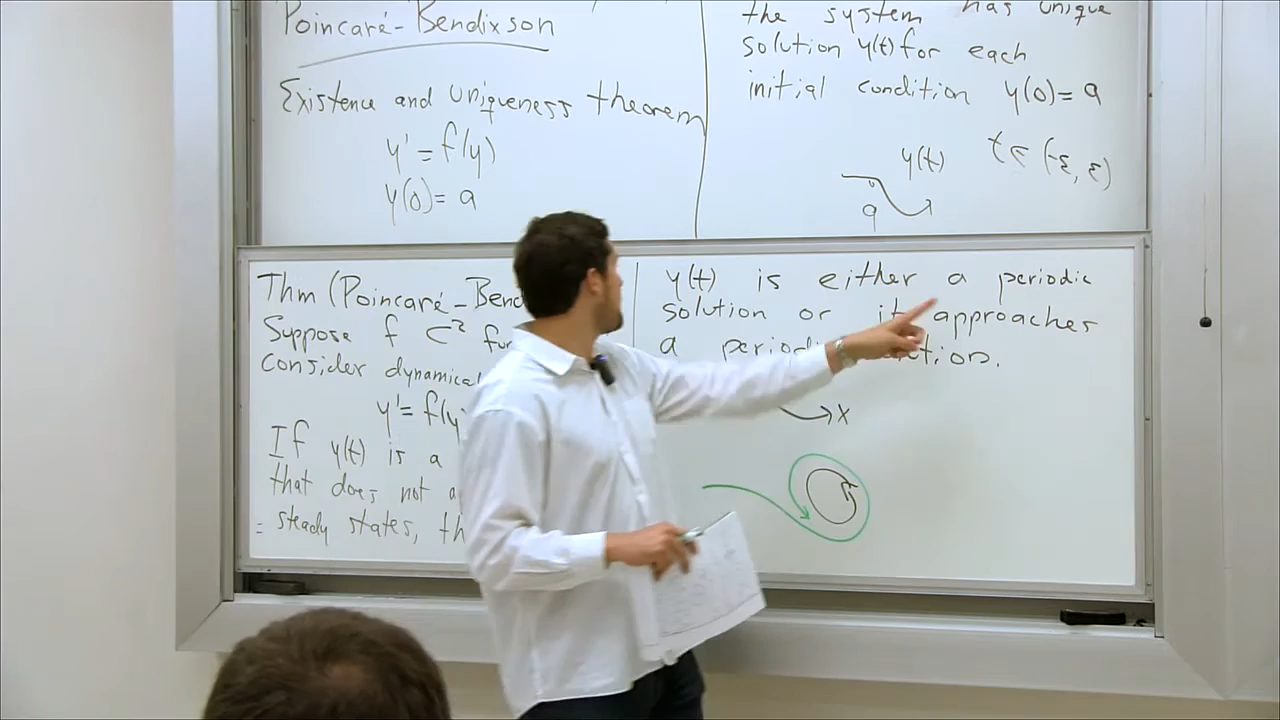 Poincaré-Bendixson
Existence and uniqueness theorem
y' = f(y)
y(0) = a
the system has unique
solution y(t) for each
initial condition y(0) = a
y(t) t ∈ (-ε, ε)
a
Thm (Poincaré-Bend
Suppose f C²
consider dynamical
y' = f(y
If y(t) is a
that does not
= steady states,
y(t) is either a periodic
solution or it approaches
a
x